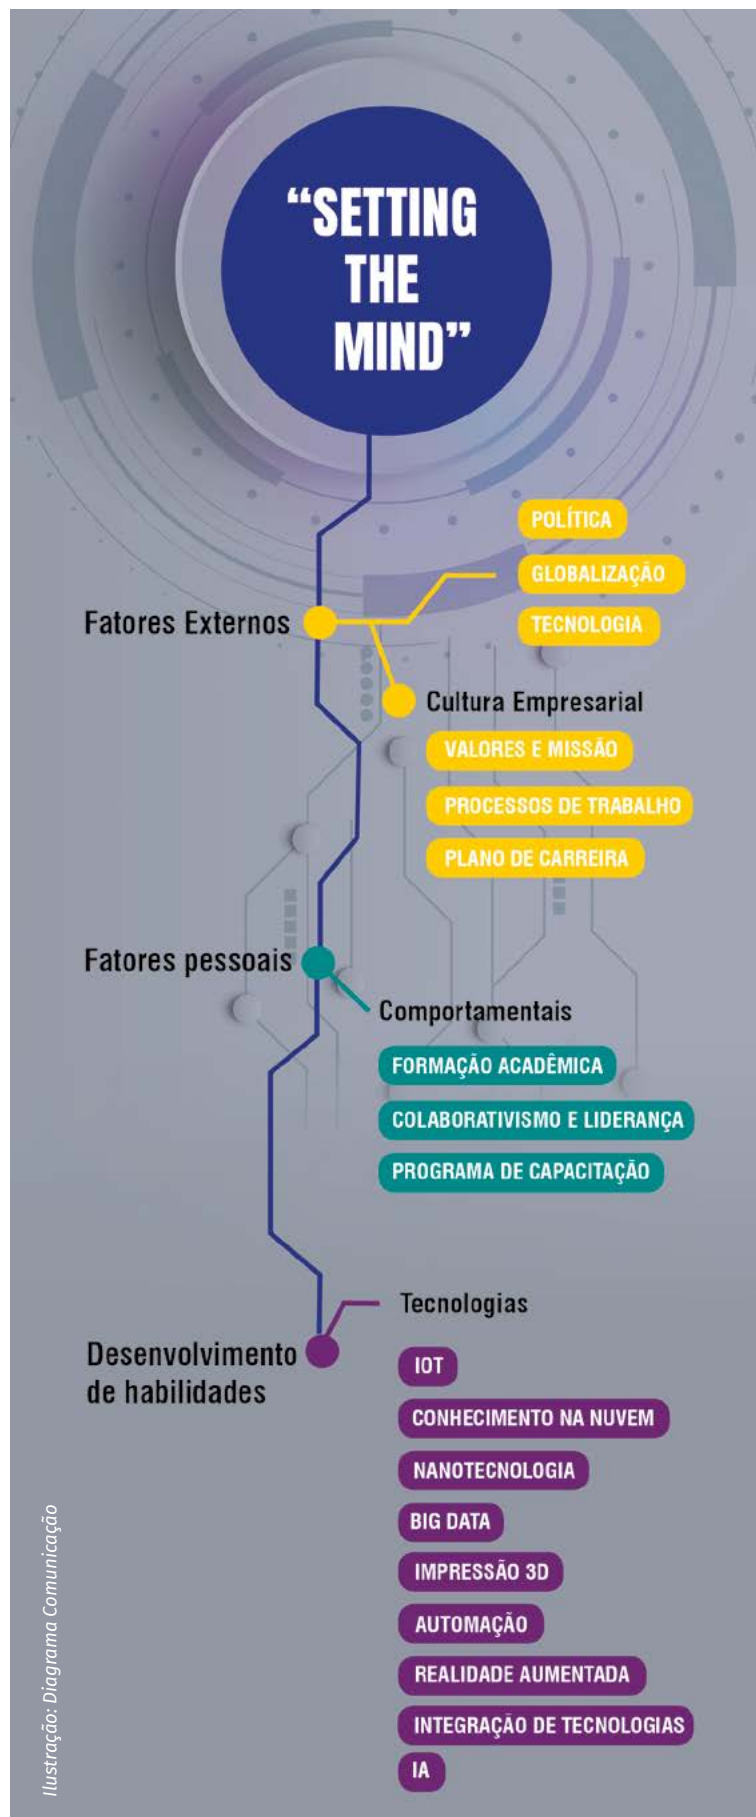 “SETTING
THE
MIND”
POLÍTICA
GLOBALIZAÇÃO
TECNOLOGIA
Fatores Externos
Cultura Empresarial
VALORES E MISSÃO
PROCESSOS DE TRABALHO
PLANO DE CARREIRA
Fatores pessoais
Comportamentais
FORMAÇÃO ACADÊMICA
COLABORATIVISMO E LIDERANÇA
PROGRAMA DE CAPACITAÇÃO
Desenvolvimento
de habilidades
Tecnologias
IOT
CONHECIMENTO NA NUVEM
NANOTECNOLOGIA
BIG DATA
IMPRESSÃO 3D
AUTOMAÇÃO
REALIDADE AUMENTADA
INTEGRAÇÃO DE TECNOLOGIAS
IA
Ilustração: Diagrama Comunicação